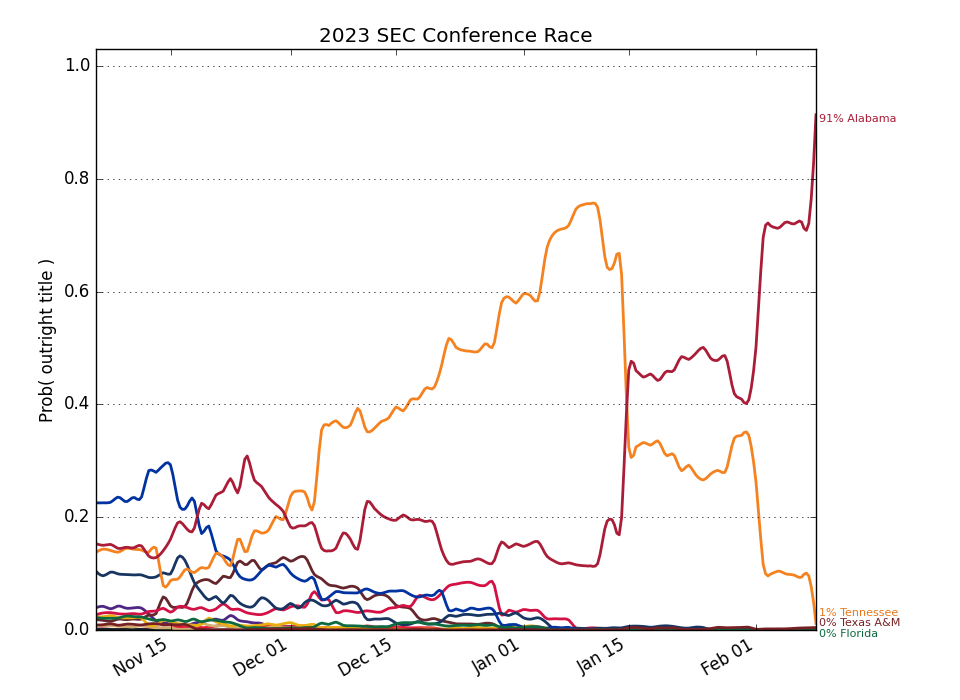 2023 SEC Conference Race
Prob( outright title )
1.0
0.8
0.6
0.4
0.2
0.0
Nov 15
Dec 01
Dec 15
Jan 01
Jan 15
Feb 01
91% Alabama
1% Tennessee
0% Texas A&M
0% Florida